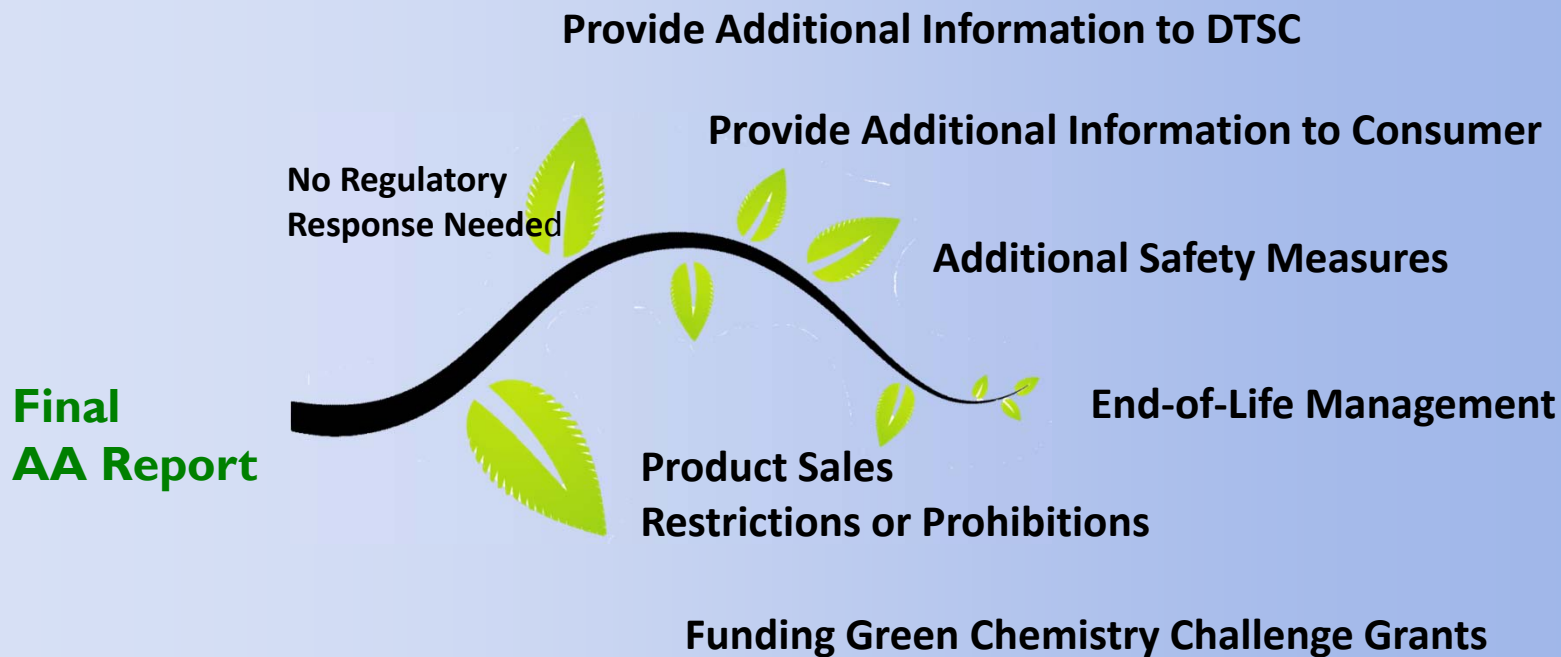 Provide Additional Information to DTSC
Provide Additional Information to Consumer
No Regulatory
Response Needed
Additional Safety Measures
Final
AA Report
End-of-Life Management
Product Sales
Restrictions or Prohibitions
Funding Green Chemistry Challenge Grants